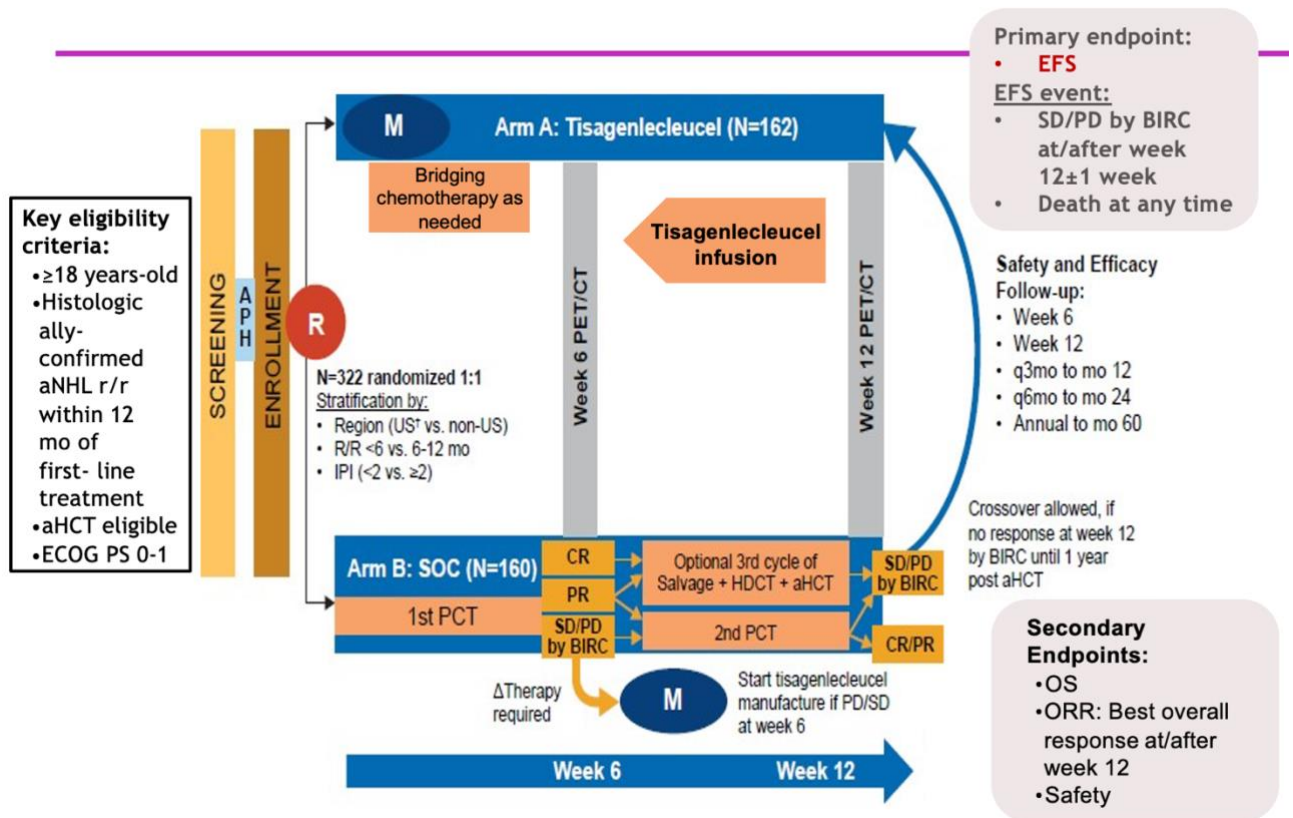 Primary endpoint:
• EFS
EFS event:
• SD/PD by BIRC
at/after week
12±1 week
• Death at any time
M
Arm A: Tisagenlecleucel (N=162)
Bridging
chemotherapy as
needed
Tisagenlecleucel
infusion
Key eligibility
criteria:
•≥18 years-old
•Histologic
ally-
confirmed
aNHL r/r
within 12
mo of
first- line
treatment
•aHCT eligible
•ECOG PS 0-1
SCREENING
APH
ENROLLMENT
R
N=322 randomized 1:1
Stratification by:
• Region (US† vs. non-US)
• R/R <6 vs. 6-12 mo
• IPI (<2 vs. ≥2)
Week 6 PET/CT
Week 12 PET/CT
Safety and Efficacy
Follow-up:
• Week 6
• Week 12
• q3mo to mo 12
• q6mo to mo 24
• Annual to mo 60
Crossover allowed, if
no response at week 12
by BIRC until 1 year
post aHCT
Arm B: SOC (N=160)
1st PCT
CR
PR
SD/PD
by BIRC
Optional 3rd cycle of
Salvage + HDCT + aHCT
2nd PCT
SD/PD
by BIRC
CR/PR
ΔTherapy
required
M
Start tisagenlecleucel
manufacture if PD/SD
at week 6
Week 6
Week 12
Secondary
Endpoints:
•OS
•ORR: Best overall
response at/after
week 12
•Safety